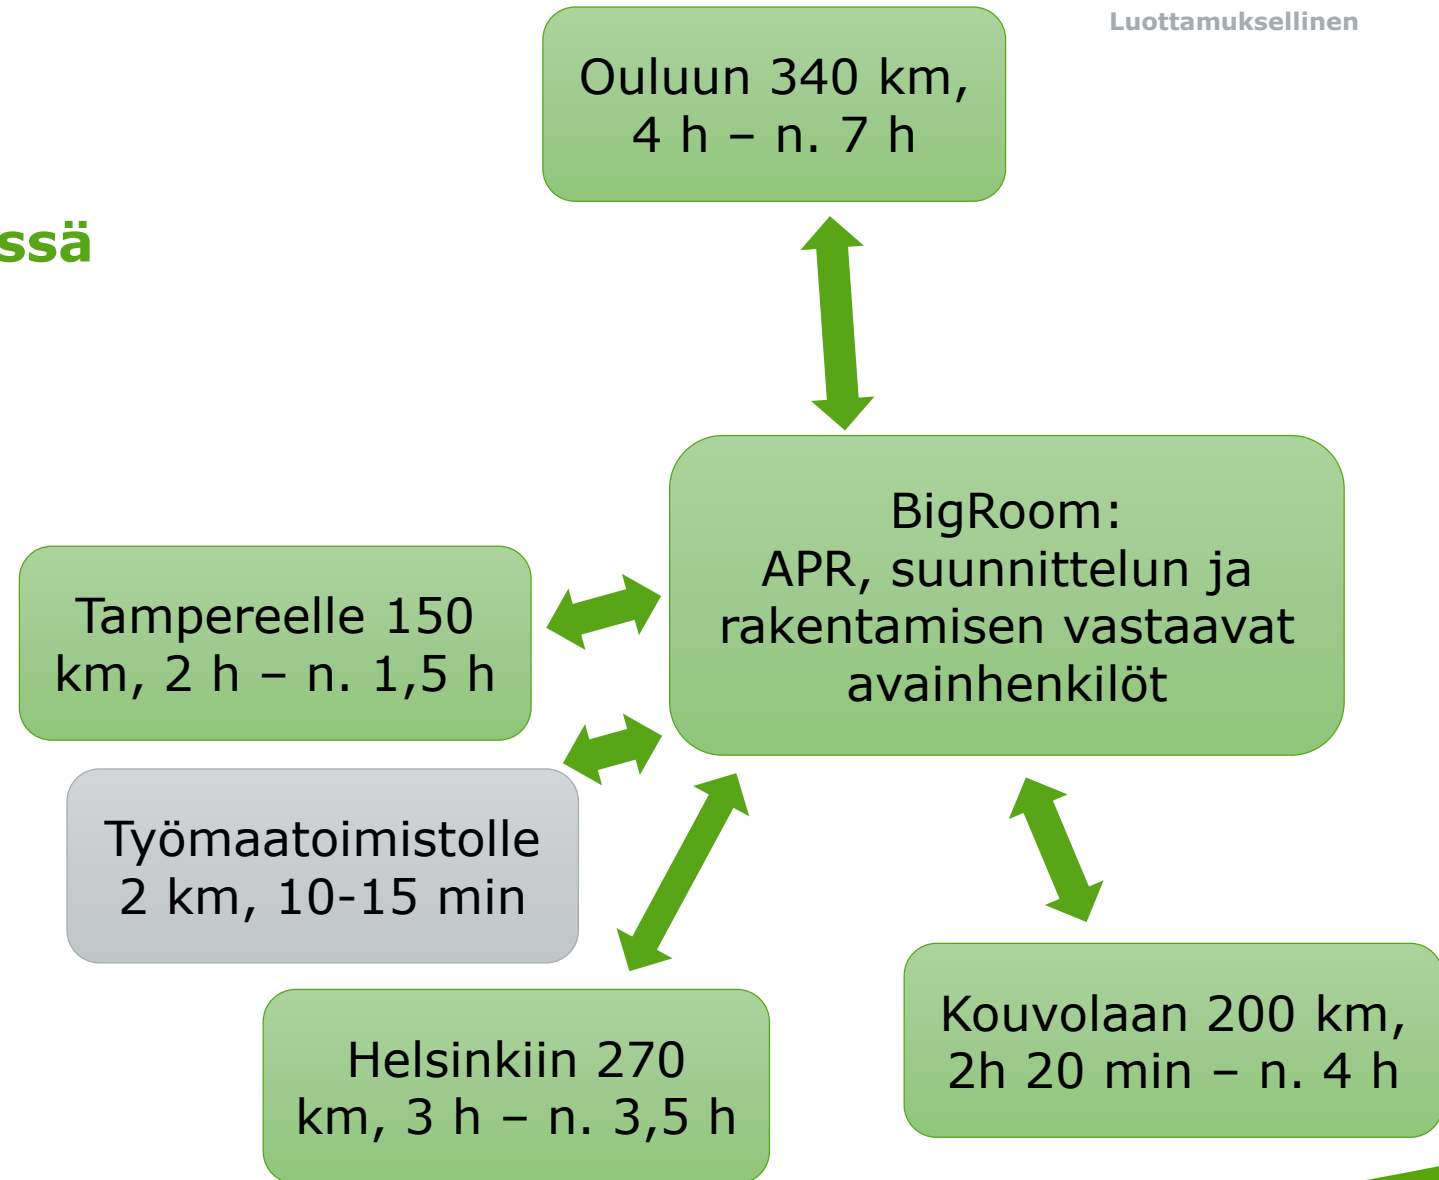 Luottamuksellinen
Ouluun 340 km,
4 h – n. 7 h
ssä
BigRoom:
APR, suunnittelun ja
rakentamisen vastaavat
avainhenkilöt
Tampereelle 150
km, 2 h – n. 1,5 h
Työmaatoimistolle
2 km, 10-15 min
Helsinkiin 270
km, 3 h – n. 3,5 h
Kouvolaan 200 km,
2h 20 min – n. 4 h